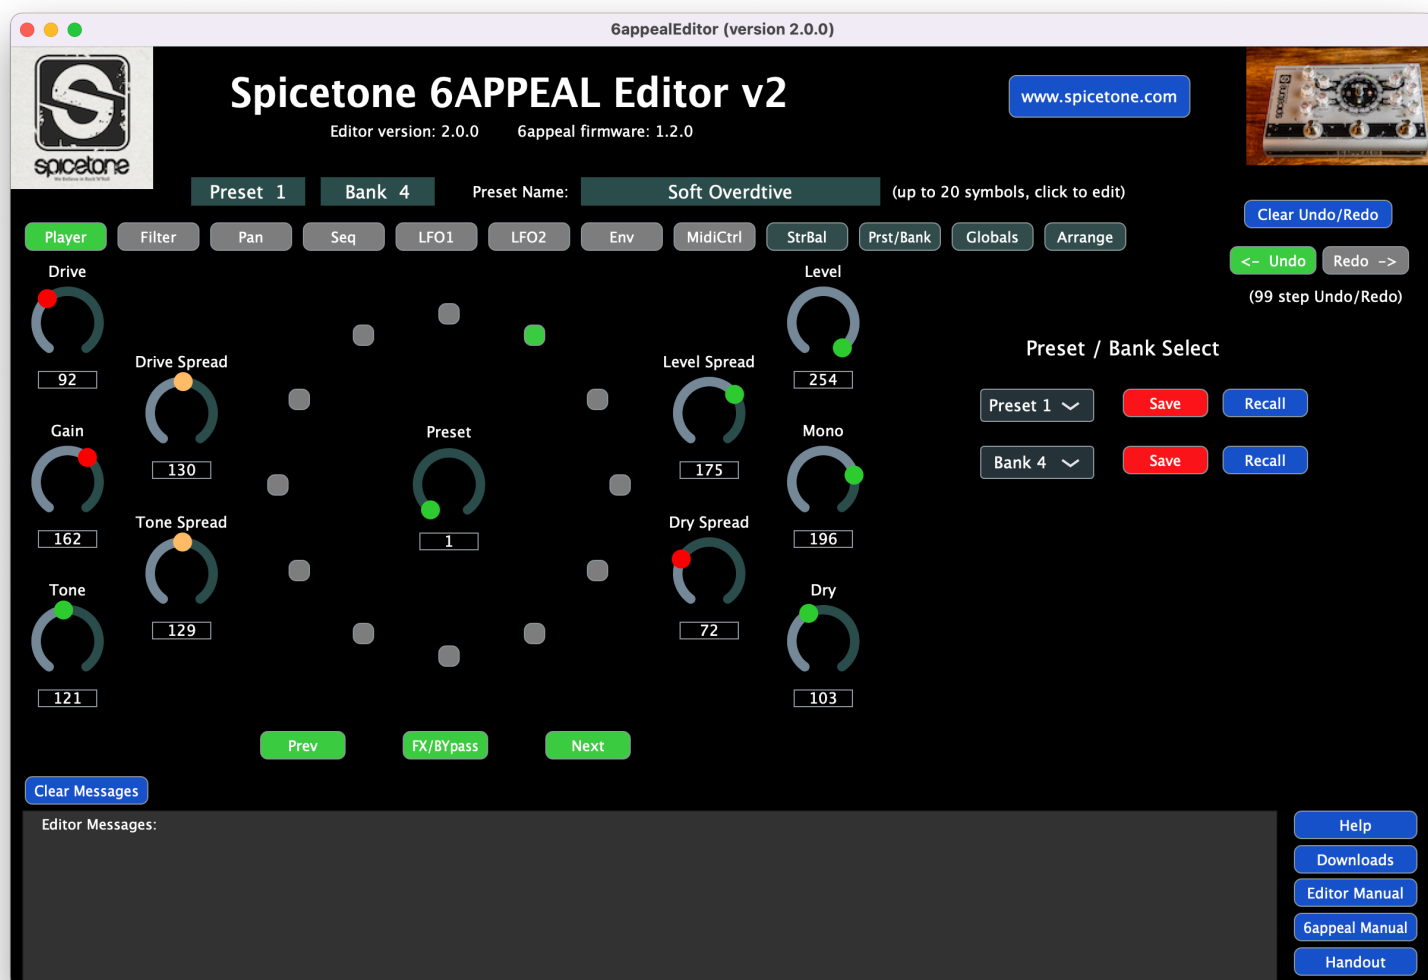 6appealEditor (version 2.0.0)
Spicetone 6APPEAL Editor v2
www.spicetone.com
Editor version: 2.0.0 6appeal firmware: 1.2.0
spicetone
We Believe in Rock'N'Roll
Preset 1 Bank 4 Preset Name: Soft Overdtive (up to 20 symbols, click to edit)
Clear Undo/Redo
Player Filter Pan Seq LFO1 LFO2 Env MidiCtrl StrBal Prst/Bank Globals Arrange
<- Undo Redo ->
(99 step Undo/Redo)
Drive
92
Drive Spread
130
Gain
162
Tone Spread
129
Tone
121
Preset
1
Level
254
Level Spread
175
Mono
196
Dry Spread
72
Dry
103
Preset / Bank Select
Preset 1 Save Recall
Bank 4 Save Recall
Prev FX/BYpass Next
Clear Messages
Editor Messages:
Help
Downloads
Editor Manual
6appeal Manual
Handout